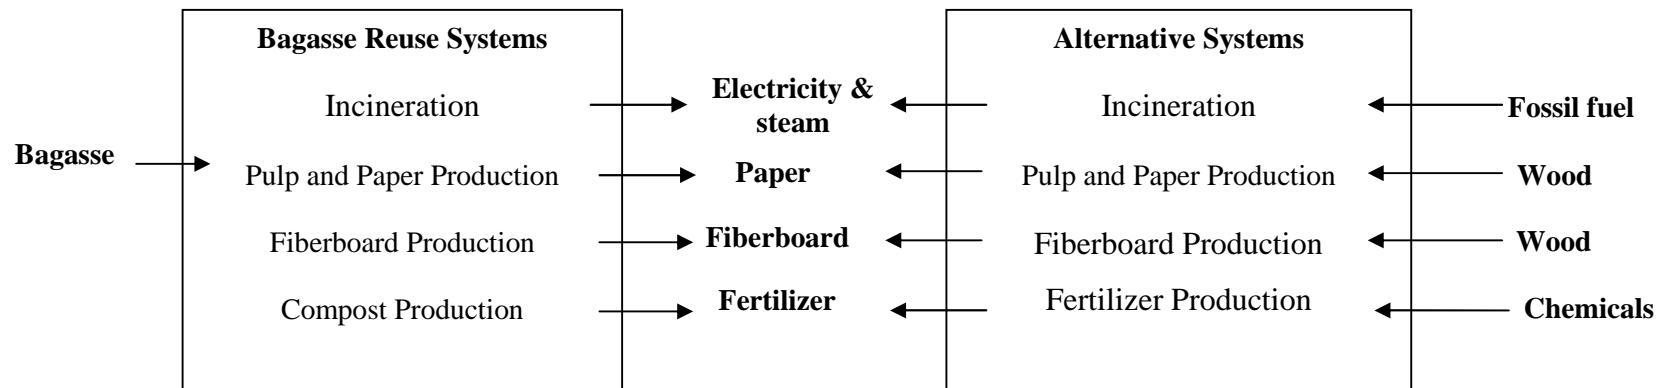 Bagasse Reuse Systems
Alternative Systems
Incineration
Electricity &
steam
Incineration
Fossil fuel
Bagasse
Pulp and Paper Production
Paper
Pulp and Paper Production
Wood
Fiberboard Production
Fiberboard
Fiberboard Production
Wood
Compost Production
Fertilizer
Fertilizer Production
Chemicals